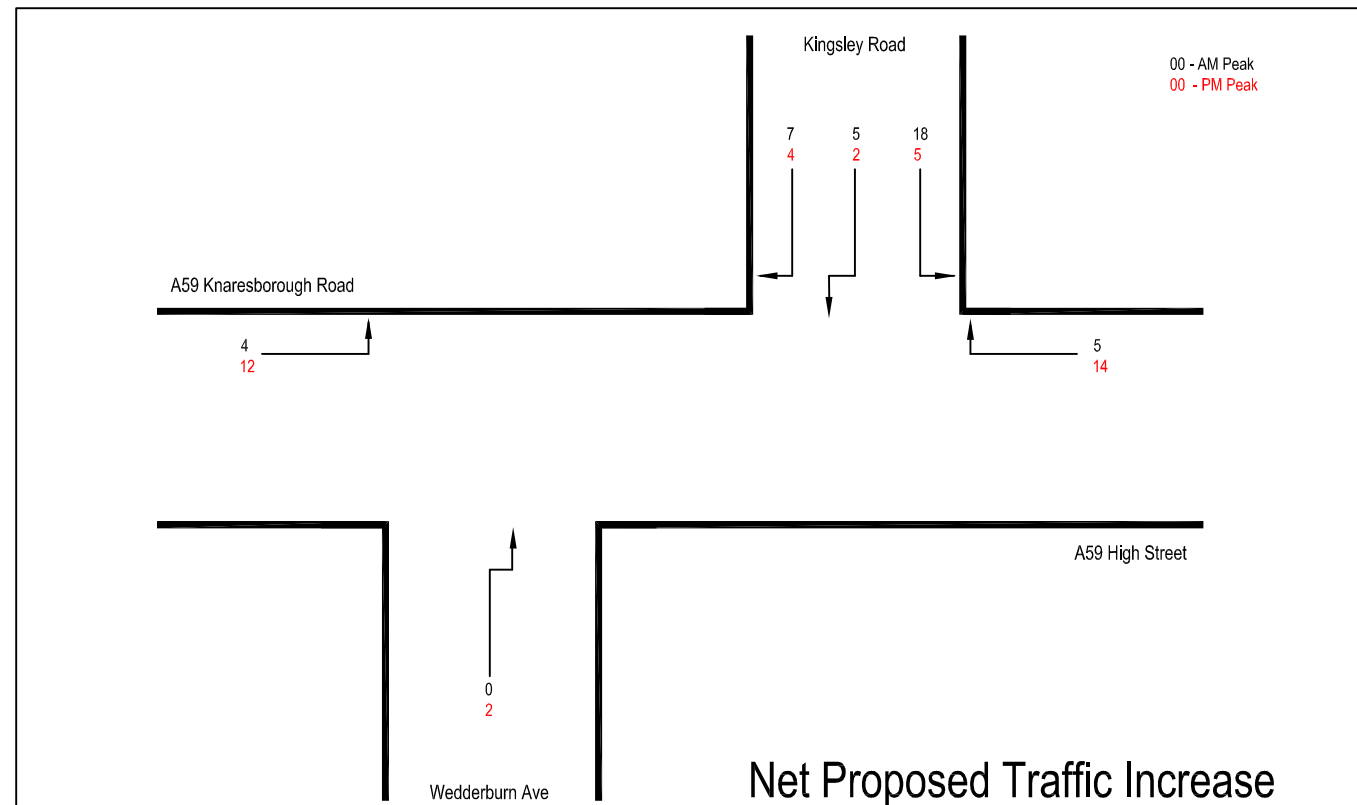 Kingsley Road
00 - AM Peak
00 - PM Peak
7 5 18
4 2 5
A59 Knaresborough Road
4
12
5
14
A59 High Street
0
2
Wedderburn Ave
Net Proposed Traffic Increase